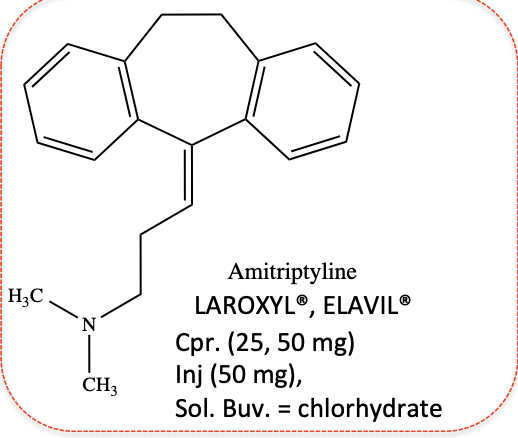 Amitriptyline
H₃C
LAROXYL®, ELAVIL®
N
Cpr. (25, 50 mg)
Inj (50 mg),
CH₃
Sol. Buv. = chlorhydrate